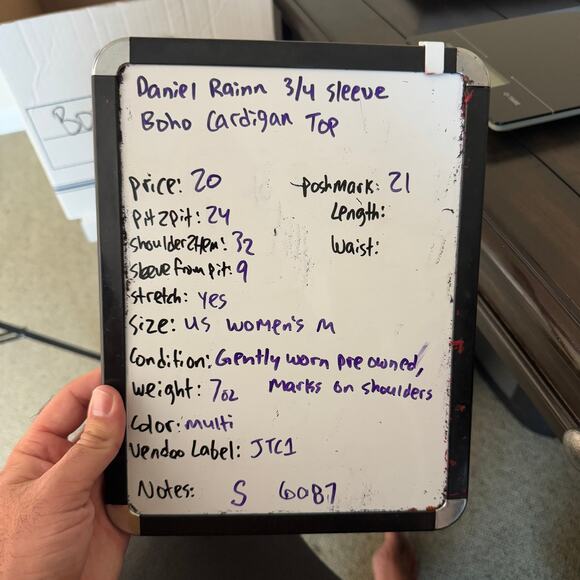 Daniel Rainn 3/4 sleeve
Boho Cardigan Top
price: 20
Poshmark: 21
pit2pit: 24
Length:
shoulder2hem: 32
Waist:
sleeve from pit: 9
stretch: yes
Size: US women's M
Condition: Gently worn pre owned,
Marks on shoulders
weight: 7oz
Color: multi
Vendoo Label: JTC1
Notes: S 60B7